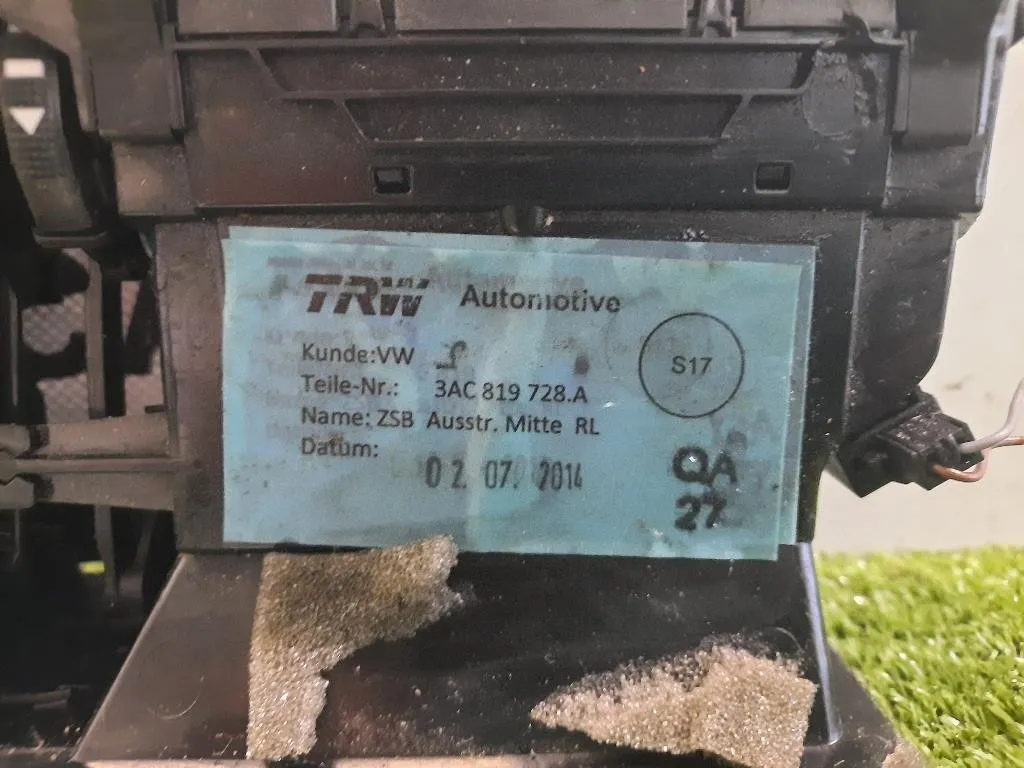 TRW Automotive
Kunde:VW
Teile-Nr.: 3AC 819 728.A
Name: ZSB Ausstr. Mitte RL
Datum:
02. 07. 2014
S17
QA
27